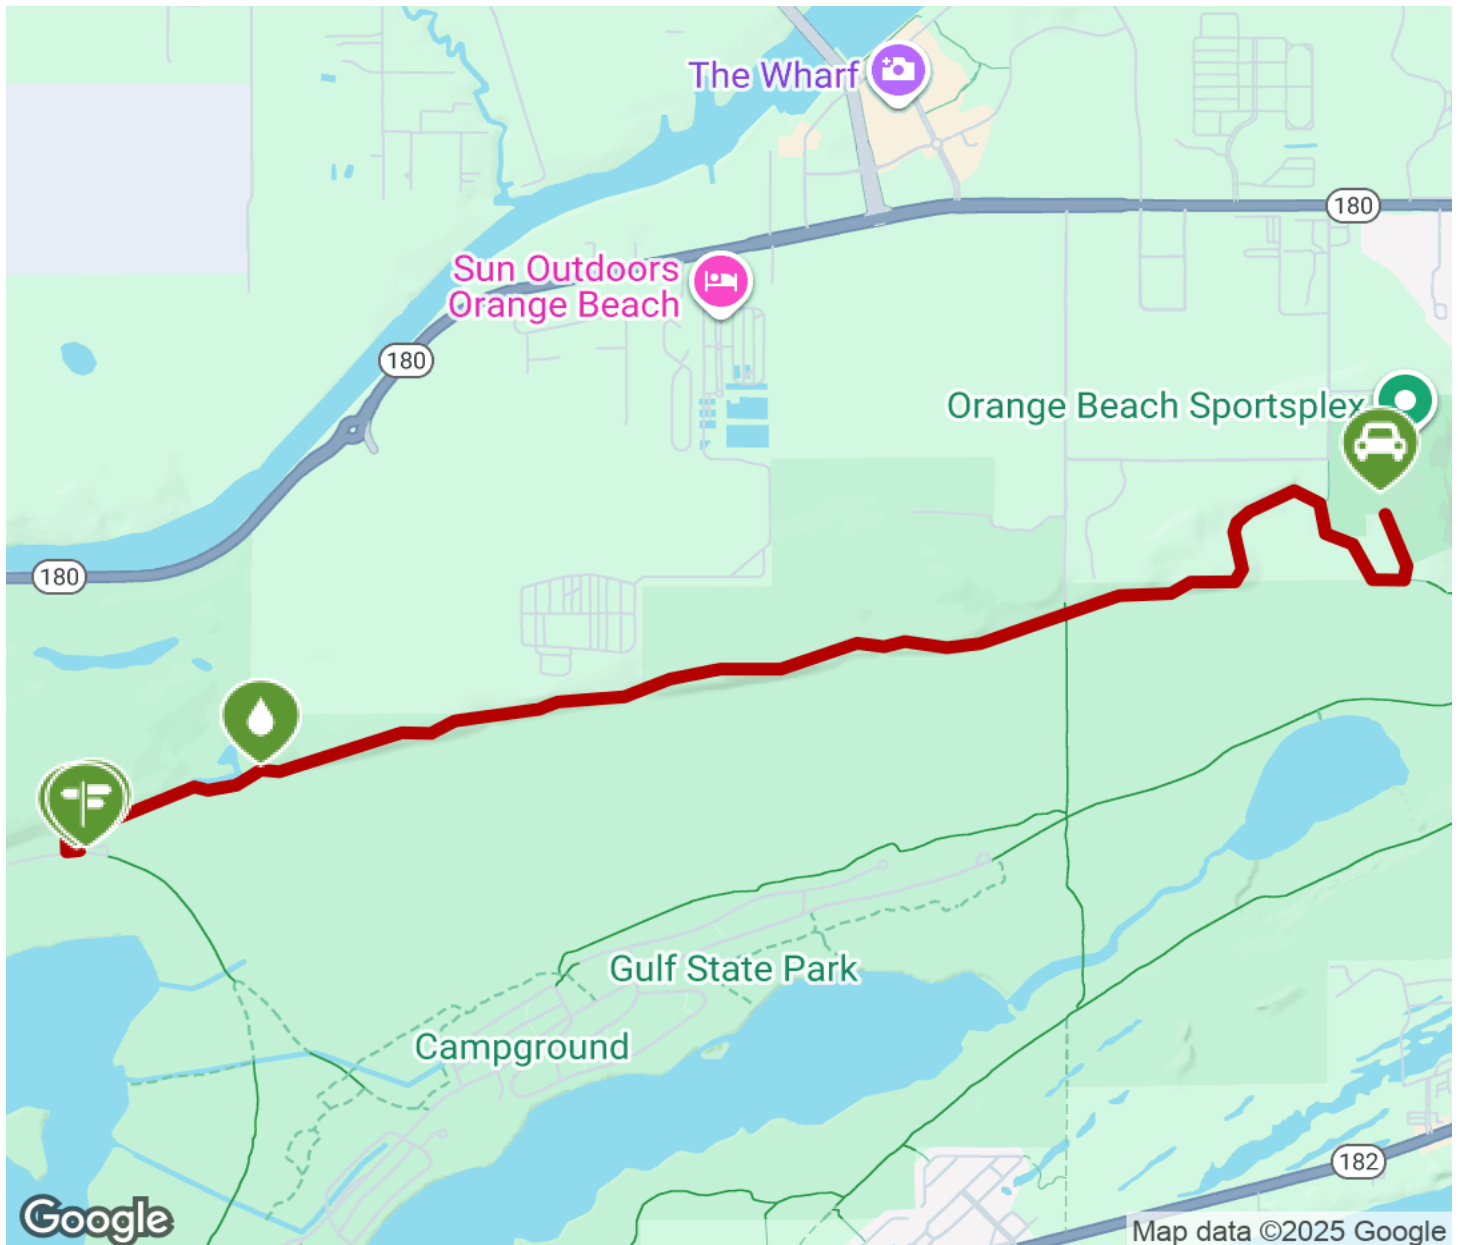 The Wharf
180
Sun Outdoors
Orange Beach
180
Orange Beach Sportsplex
180
Gulf State Park
Campground
182
Google
Map data ©2025 Google